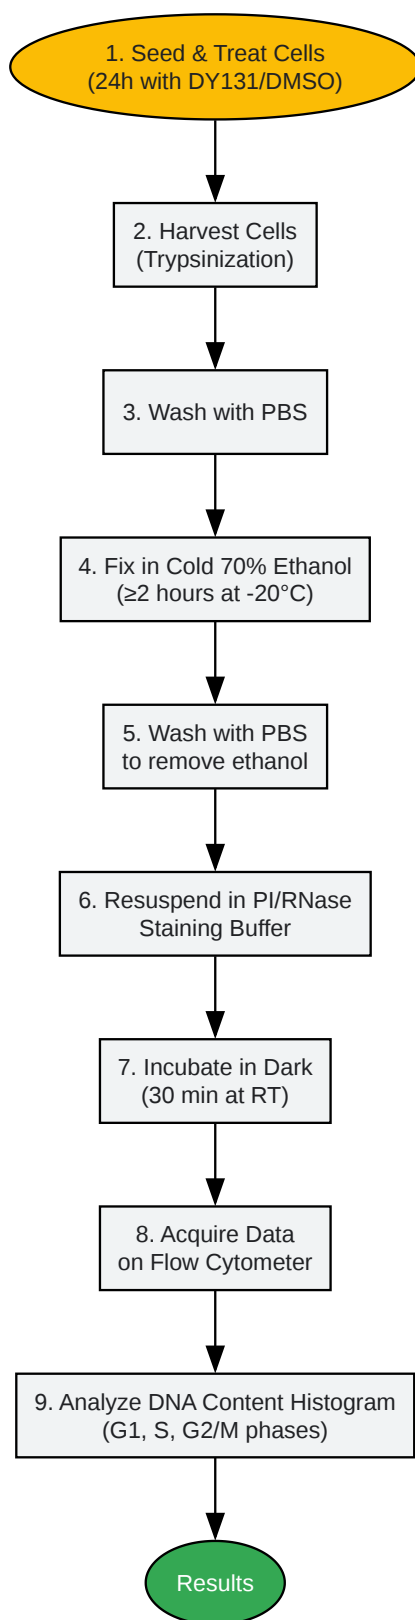 1. Seed & Treat Cells
(24h with DY131/DMSO)
2. Harvest Cells
(Trypsinization)
3. Wash with PBS
4. Fix in Cold 70% Ethanol
(≥2 hours at -20°C)
5. Wash with PBS
to remove ethanol
6. Resuspend in PI/RNase
Staining Buffer
7. Incubate in Dark
(30 min at RT)
8. Acquire Data
on Flow Cytometer
9. Analyze DNA Content Histogram
(G1, S, G2/M phases)
Results